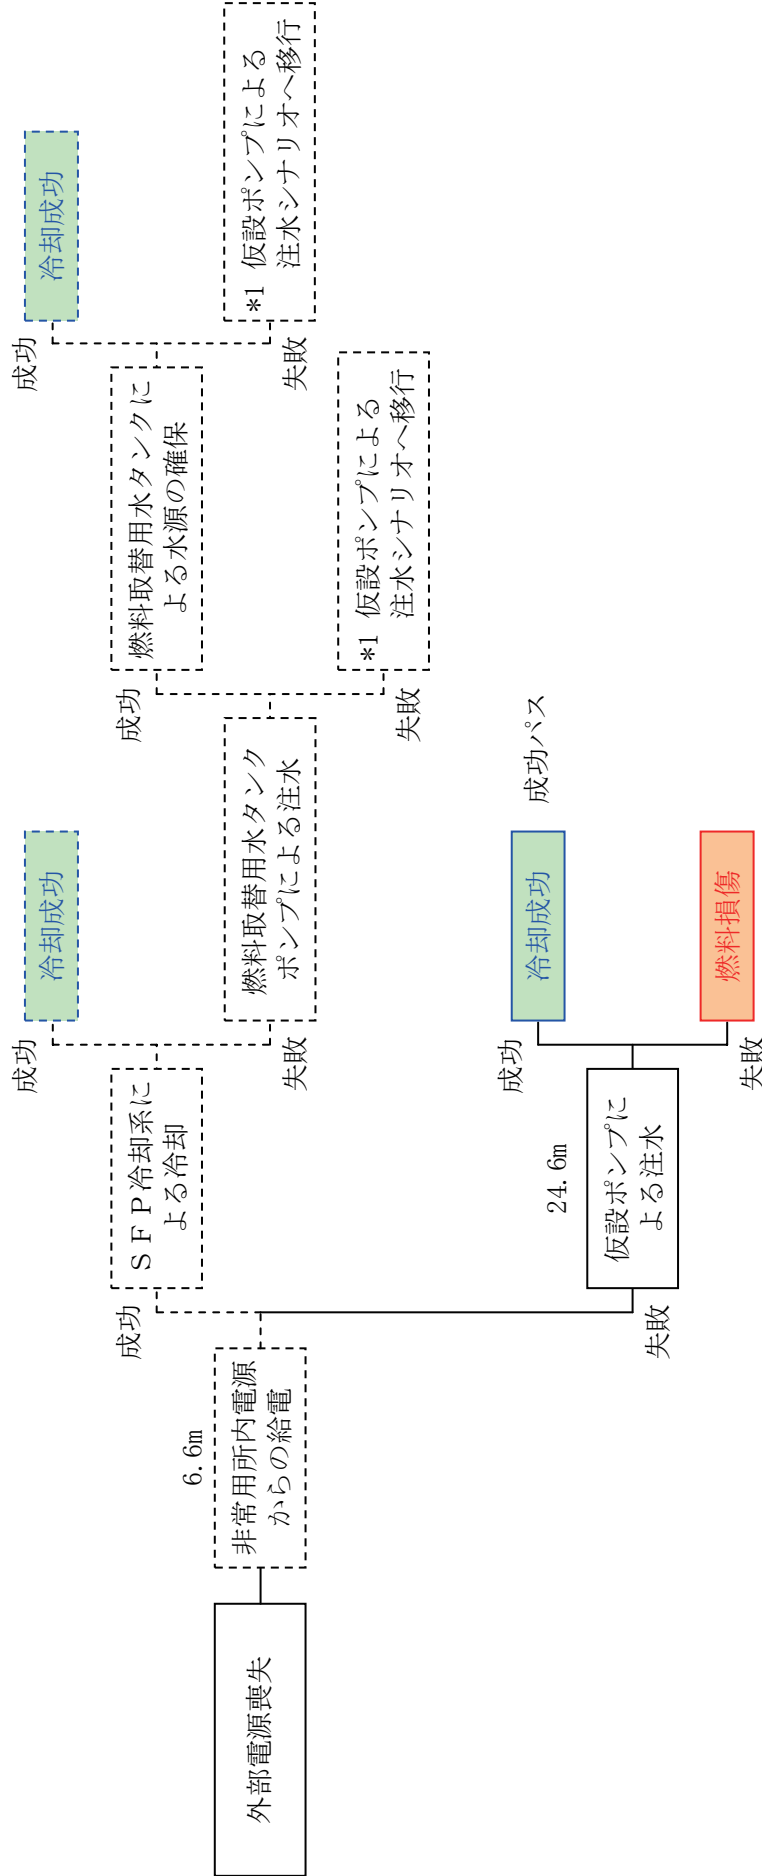 外部電源喪失
6.6m
非常用所内電源
からの給電
成功
ＳＦＰ冷却系に
よる冷却
成功
冷却成功
失敗
燃料取替用水タンク
ポンプによる注水
成功
燃料取替用水タンクに
よる水源の確保
成功
冷却成功
失敗
*1 仮設ポンプによる
注水シナリオへ移行
失敗
*1 仮設ポンプによる
注水シナリオへ移行
失敗
24.6m
仮設ポンプに
よる注水
成功
冷却成功
成功パス
失敗
燃料損傷